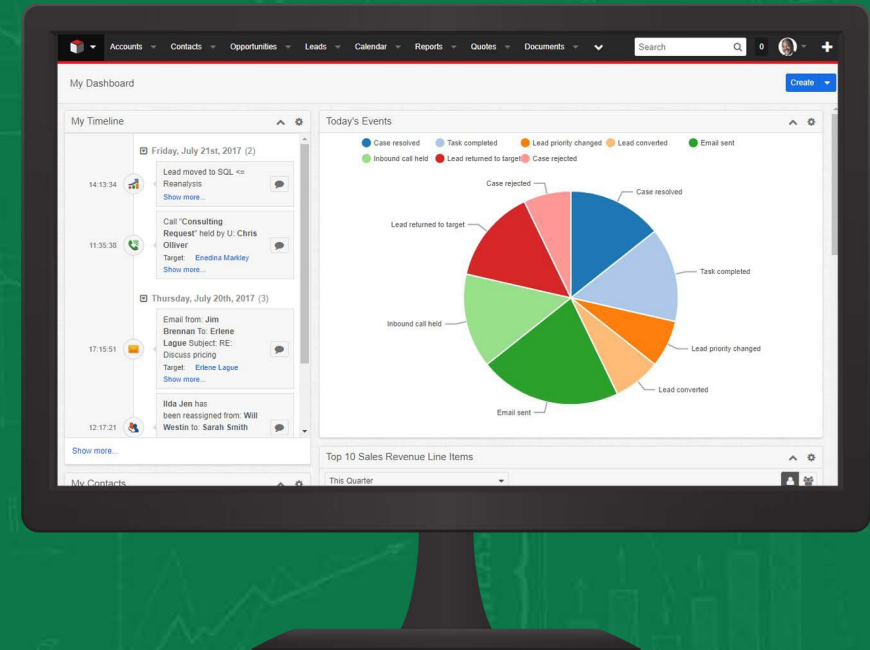 Accounts Contacts Opportunities Leads Calendar Reports Quotes Documents Search 0
My Dashboard Create
My Timeline
Friday, July 21st, 2017 (2)
14:13:34
Lead moved to SQL <=
Reanalysis
Show more...
11:35:38
Call "Consulting
Request" held by U: Chris
Olliver
Target: Enedina Markley
Show more...
Thursday, July 20th, 2017 (3)
17:15:51
Email from: Jim
Brennan To: Erlene
Lague Subject: RE:
Discuss pricing
Target: Erlene Lague
Show more...
12:17:21
Ilda Jen has
been reassigned from: Will
Westin to: Sarah Smith
Show more...
My Contacts
Today's Events
Case resolved Task completed Lead priority changed Lead converted Email sent
Inbound call held Lead returned to target Case rejected
Case rejected
Case resolved
Lead returned to target
Task completed
Inbound call held
Lead priority changed
Lead converted
Email sent
Top 10 Sales Revenue Line Items
This Quarter